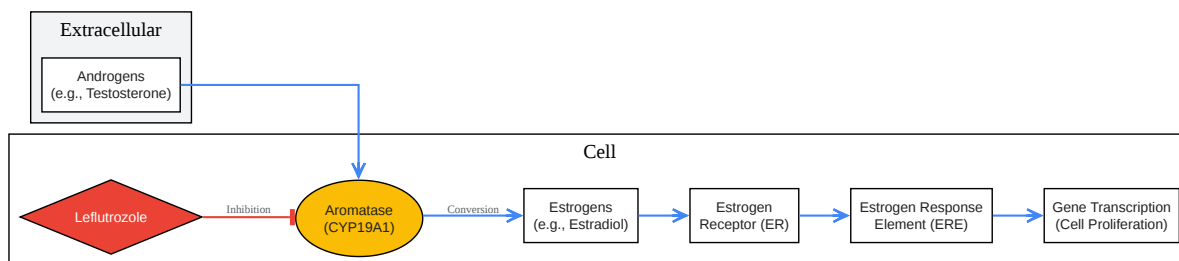 Extracellular
Androgens
(e.g., Testosterone)
Cell
Leflutrozole
Inhibition
Aromatase
(CYP19A1)
Conversion
Estrogens
(e.g., Estradiol)
Estrogen
Receptor (ER)
Estrogen Response
Element (ERE)
Gene Transcription
(Cell Proliferation)